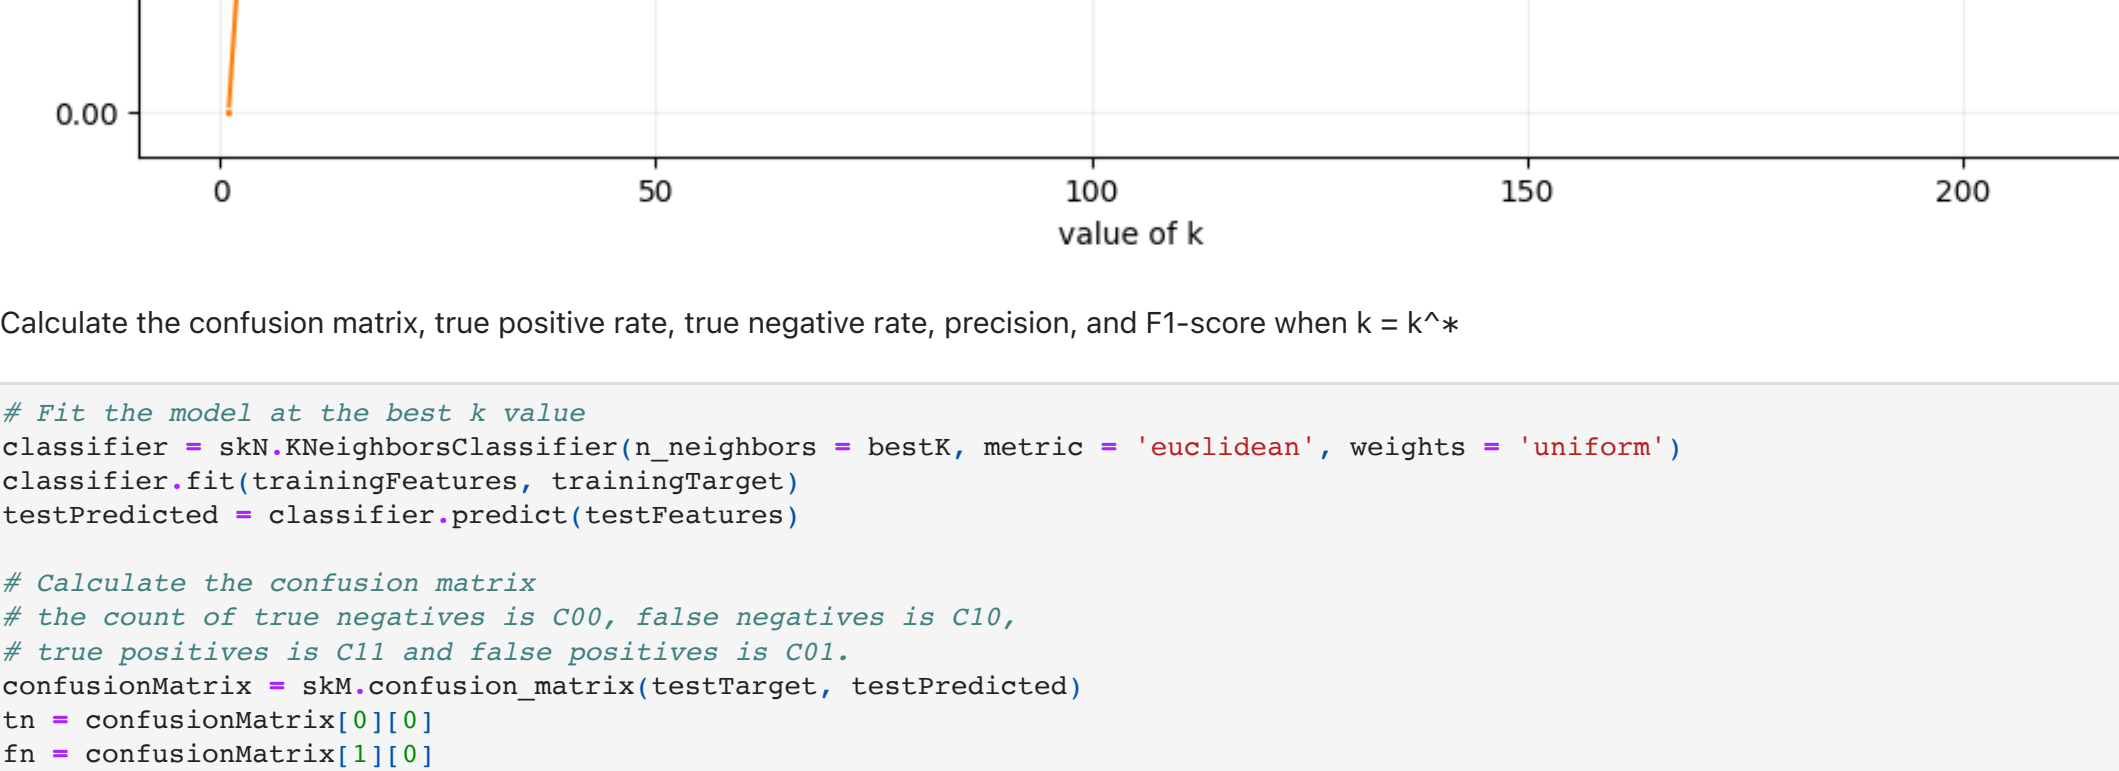 0.00
0 50 100 150 200
value of k
Calculate the confusion matrix, true positive rate, true negative rate, precision, and F1-score when k = k^*
# Fit the model at the best k value
classifier = skN.KNeighborsClassifier(n_neighbors = bestK, metric = 'euclidean', weights = 'uniform')
classifier.fit(trainingFeatures, trainingTarget)
testPredicted = classifier.predict(testFeatures)
# Calculate the confusion matrix
# the count of true negatives is C00, false negatives is C10,
# true positives is C11 and false positives is C01.
confusionMatrix = skM.confusion_matrix(testTarget, testPredicted)
tn = confusionMatrix[0][0]
fn = confusionMatrix[1][0]